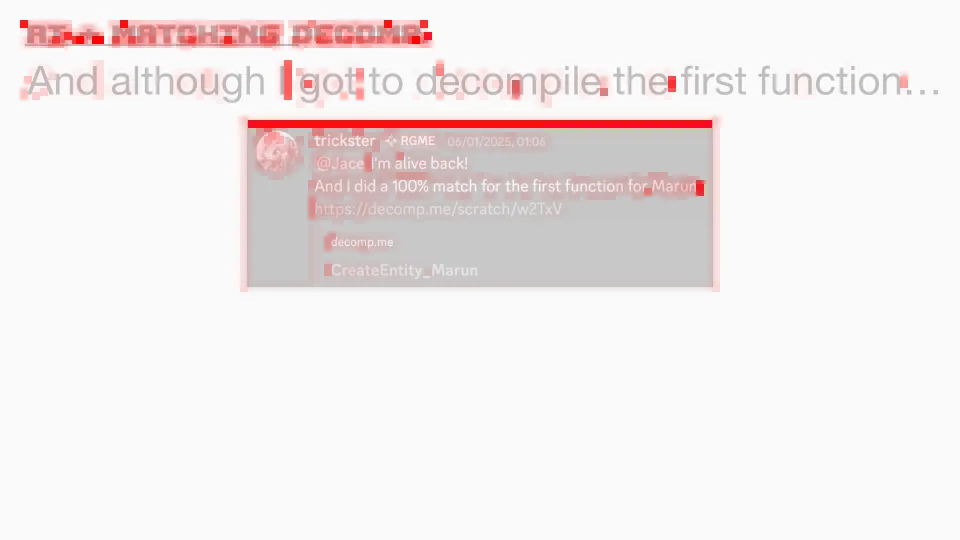 AI + MATCHING DECOMP
And although I got to decompile the first function…
trickster RGME 06/01/2025, 01:06
@Jace I'm alive back!
And I did a 100% match for the first function for Marun
https://decomp.me/scratch/w2TxV
decomp.me
CreateEntity_Marun